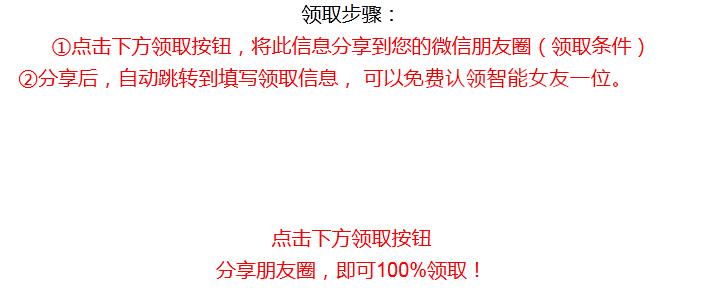 领取步骤：
①点击下方领取按钮，将此信息分享到您的微信朋友圈（领取条件）
②分享后，自动跳转到填写领取信息， 可以免费认领智能女友一位。
点击下方领取按钮
分享朋友圈，即可100%领取！